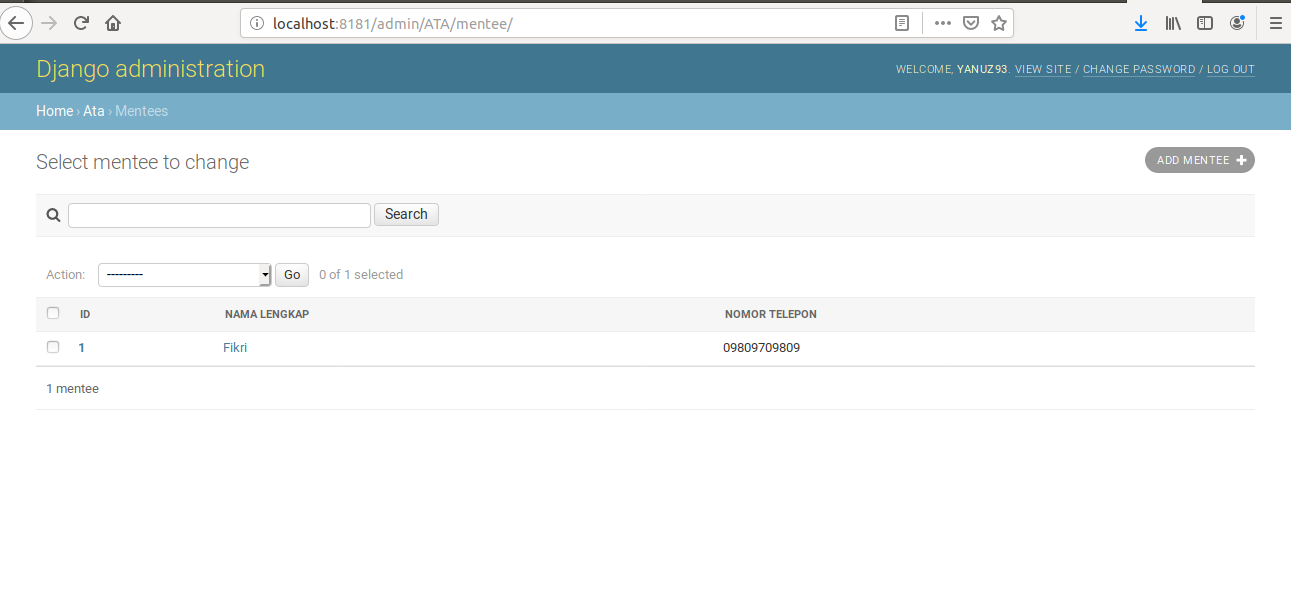 localhost:8181/admin/ATA/mentee/
Django administration
WELCOME, YANUZ93. VIEW SITE / CHANGE PASSWORD / LOG OUT
Home › Ata › Mentees
Select mentee to change
ADD MENTEE
Search
Action: --------- Go 0 of 1 selected
ID NAMA LENGKAP NOMOR TELEPON
1 Fikri 09809709809
1 mentee